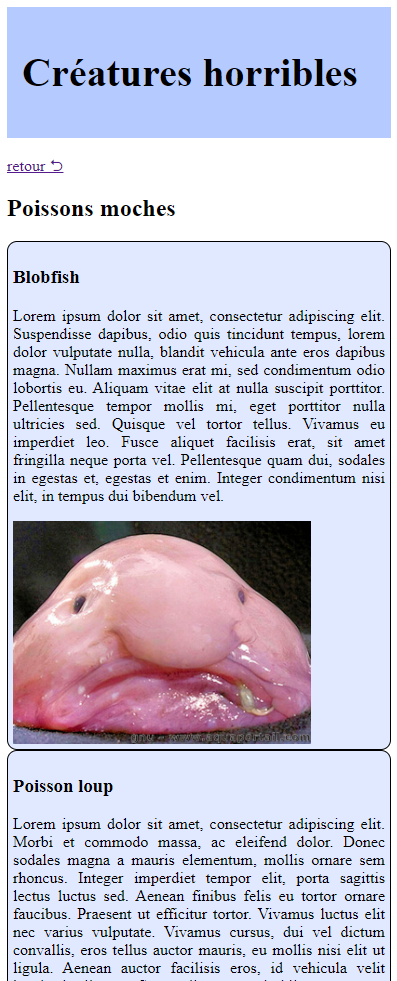 Créatures horribles
retour ⮌
Poissons moches
Blobfish
Lorem ipsum dolor sit amet, consectetur adipiscing elit.
Suspendisse dapibus, odio quis tincidunt tempus, lorem
dolor vulputate nulla, blandit vehicula ante eros dapibus
magna. Nullam maximus erat mi, sed condimentum odio
lobortis eu. Aliquam vitae elit at nulla suscipit porttitor.
Pellentesque tempor mollis mi, eget porttitor nulla
ultricies sed. Quisque vel tortor tellus. Vivamus eu
imperdiet leo. Fusce aliquet facilisis erat, sit amet
fringilla neque porta vel. Pellentesque quam dui, sodales
in egestas et, egestas et enim. Integer condimentum nisi
elit, in tempus dui bibendum vel.
Poisson loup
Lorem ipsum dolor sit amet, consectetur adipiscing elit.
Morbi et commodo massa, ac eleifend dolor. Donec
sodales magna a mauris elementum, mollis ornare sem
rhoncus. Integer imperdiet tempor elit, porta sagittis
lectus luctus sed. Aenean finibus felis eu tortor ornare
faucibus. Praesent ut efficitur tortor. Vivamus luctus elit
nec varius vulputate. Vivamus cursus, dui vel dictum
convallis, eros tellus auctor mauris, eu mollis nisi elit ut
ligula. Aenean auctor facilisis eros, id vehicula velit